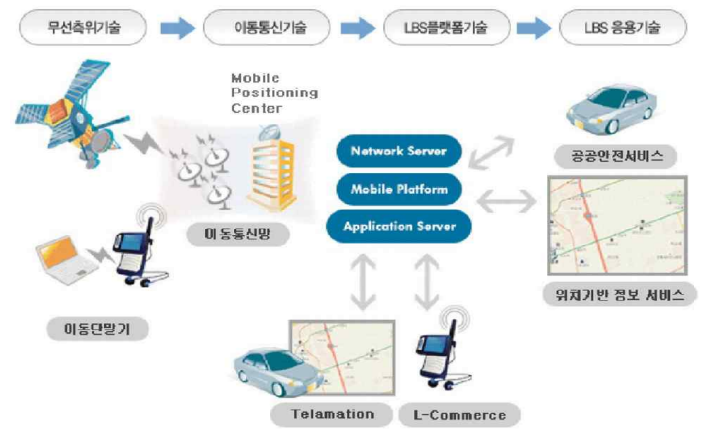 무선측위기술
이동통신기술
LBS플랫폼기술
LBS 응용기술
Mobile
Positioning
Center
Network Server
Mobile Platform
Application Server
공공안전서비스
이동통신망
위치기반 정보 서비스
이동단말기
Telamation
L-Commerce